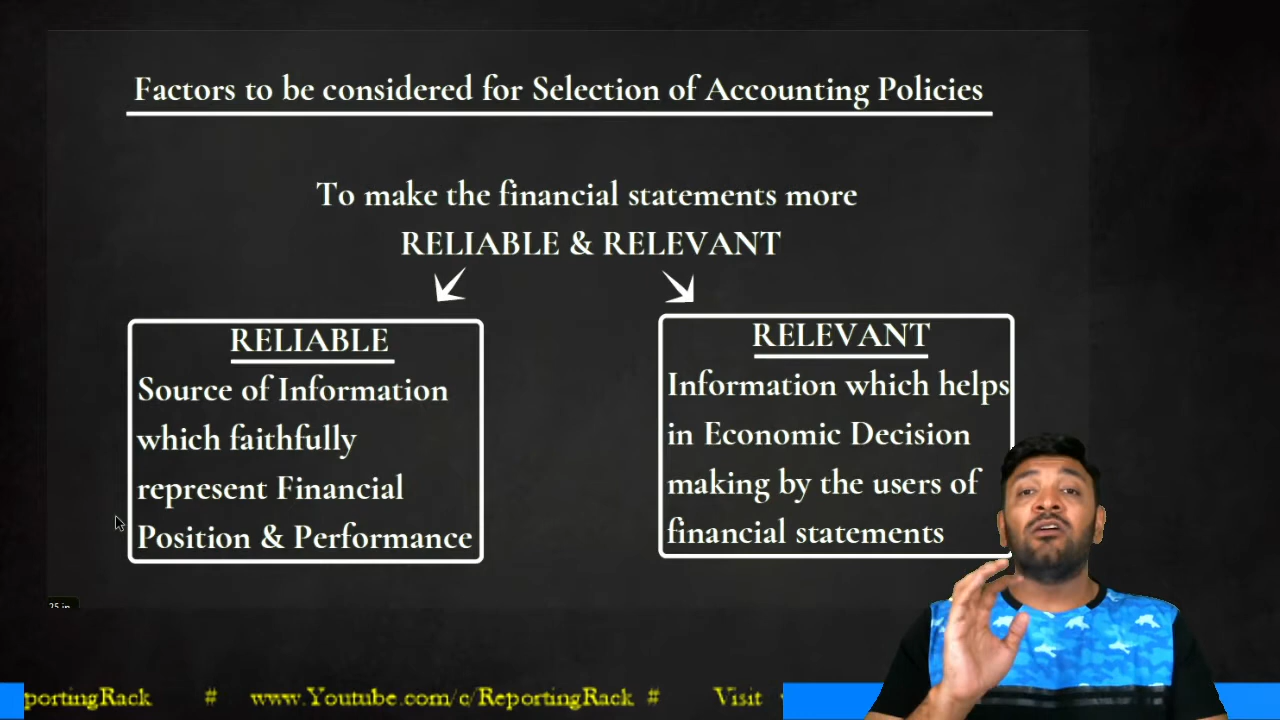 Factors to be considered for Selection of Accounting Policies
To make the financial statements more
RELIABLE & RELEVANT
RELIABLE
Source of Information
which faithfully
represent Financial
Position & Performance
RELEVANT
Information which helps
in Economic Decision
making by the users of
financial statements
25 in
portingRack # www.Youtube.com/c/ReportingRack # Visit